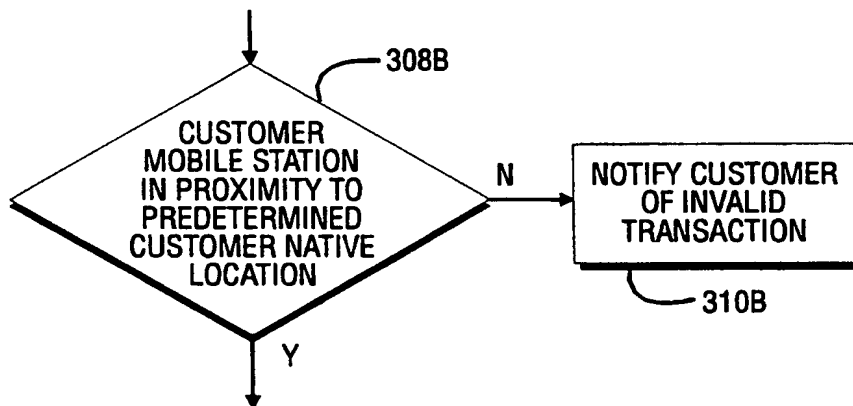 308B
CUSTOMER
MOBILE STATION
IN PROXIMITY TO
PREDETERMINED
CUSTOMER NATIVE
LOCATION
N
NOTIFY CUSTOMER
OF INVALID
TRANSACTION
310B
Y